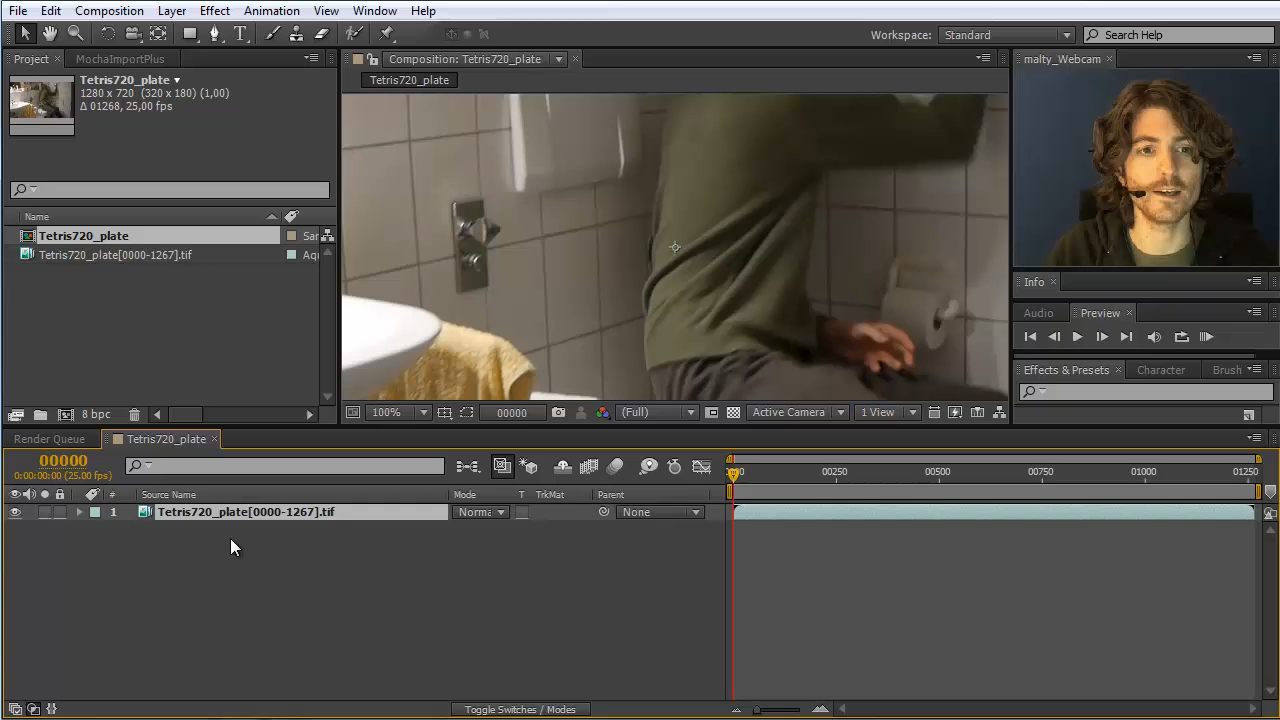 File Edit Composition Layer Effect Animation View Window Help
Workspace: Standard Search Help
Project MochaImportPlus Composition: Tetris720_plate malty_Webcam
Tetris720_plate
Tetris720_plate
1280 x 720 (320 x 180) (1,00)
Δ 01268, 25,00 fps
Name
Tetris720_plate Sar
Tetris720_plate[0000-1267].tif Aqu
Info
Audio Preview
Effects & Presets Character Brush
8 bpc 100% 00000 (Full) Active Camera 1 View
Render Queue Tetris720_plate
00000
0:00:00:00 (25.00 fps)
00250 00500 00750 01000 01250
# Source Name Mode T TrkMat Parent
1 Tetris720_plate[0000-1267].tif Norma None
Toggle Switches / Modes